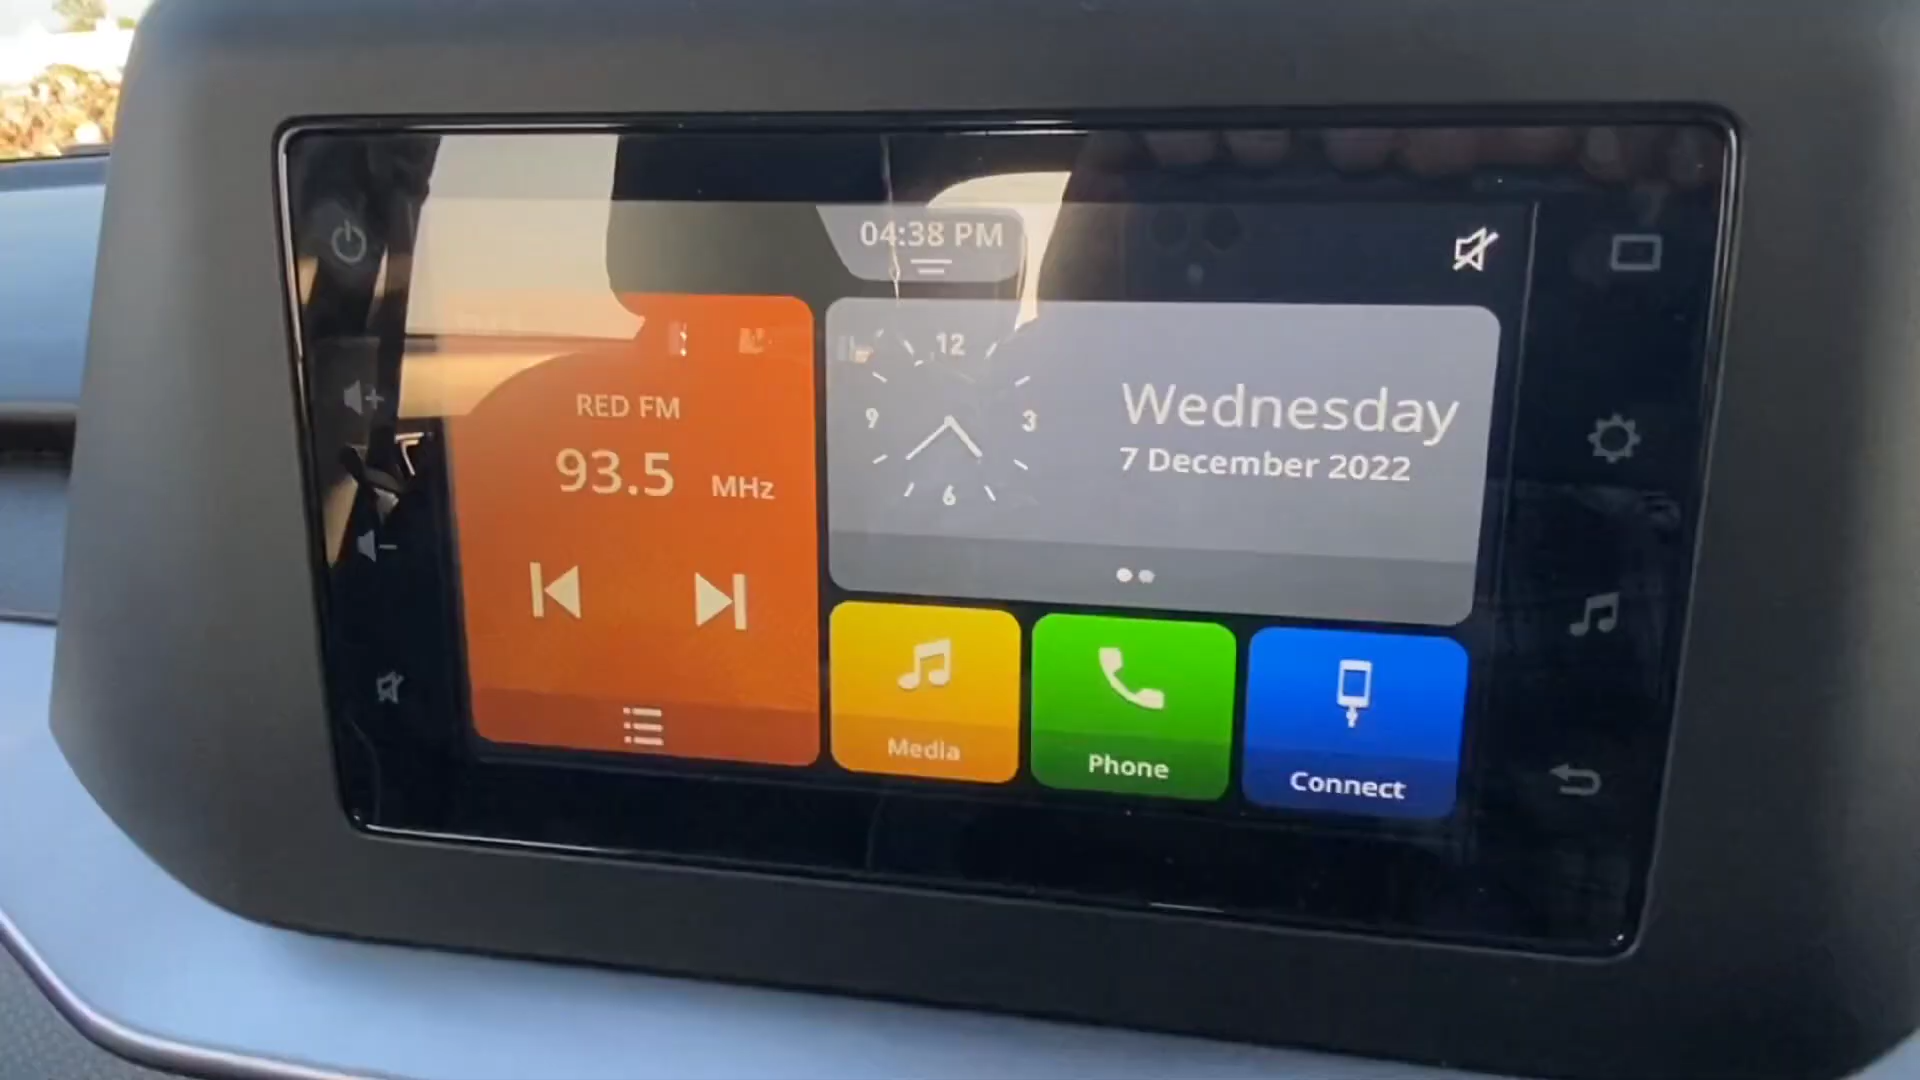 04:38 PM
RED FM
93.5 MHz
12
9
3
6
Wednesday
7 December 2022
Media
Phone
Connect